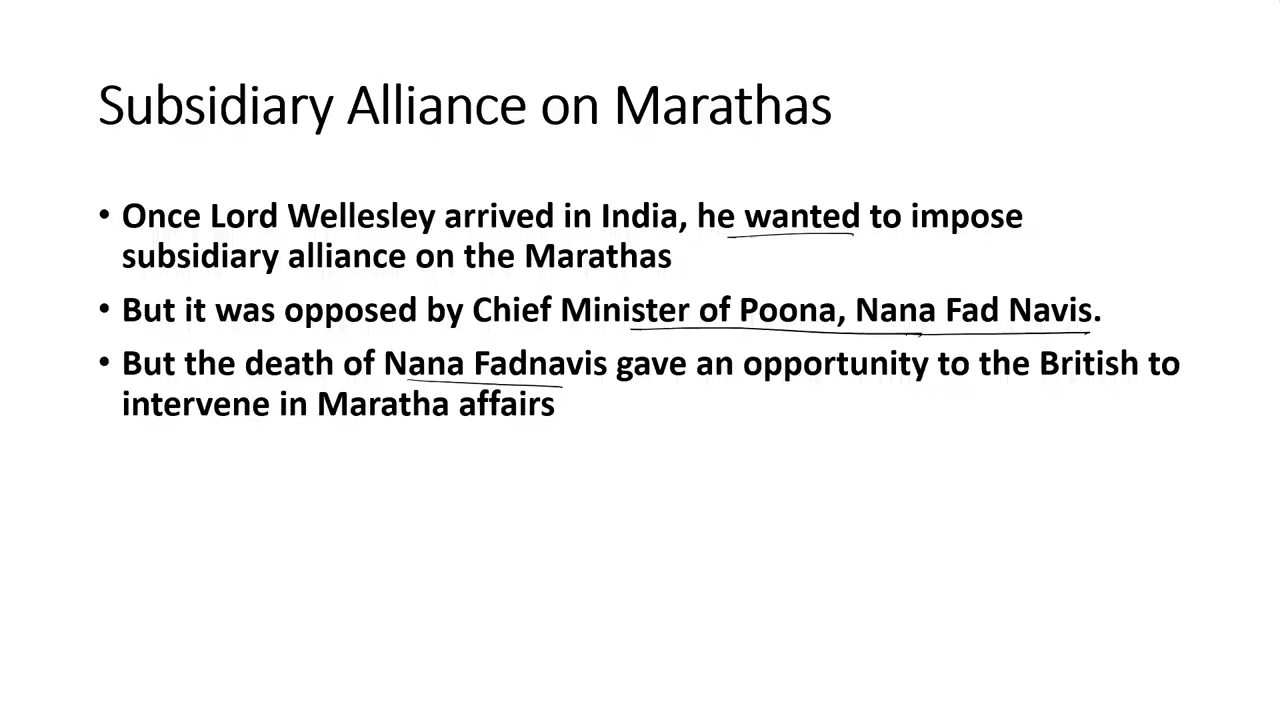 Subsidiary Alliance on Marathas
• Once Lord Wellesley arrived in India, he wanted to impose
subsidiary alliance on the Marathas
• But it was opposed by Chief Minister of Poona, Nana Fad Navis.
• But the death of Nana Fadnavis gave an opportunity to the British to
intervene in Maratha affairs